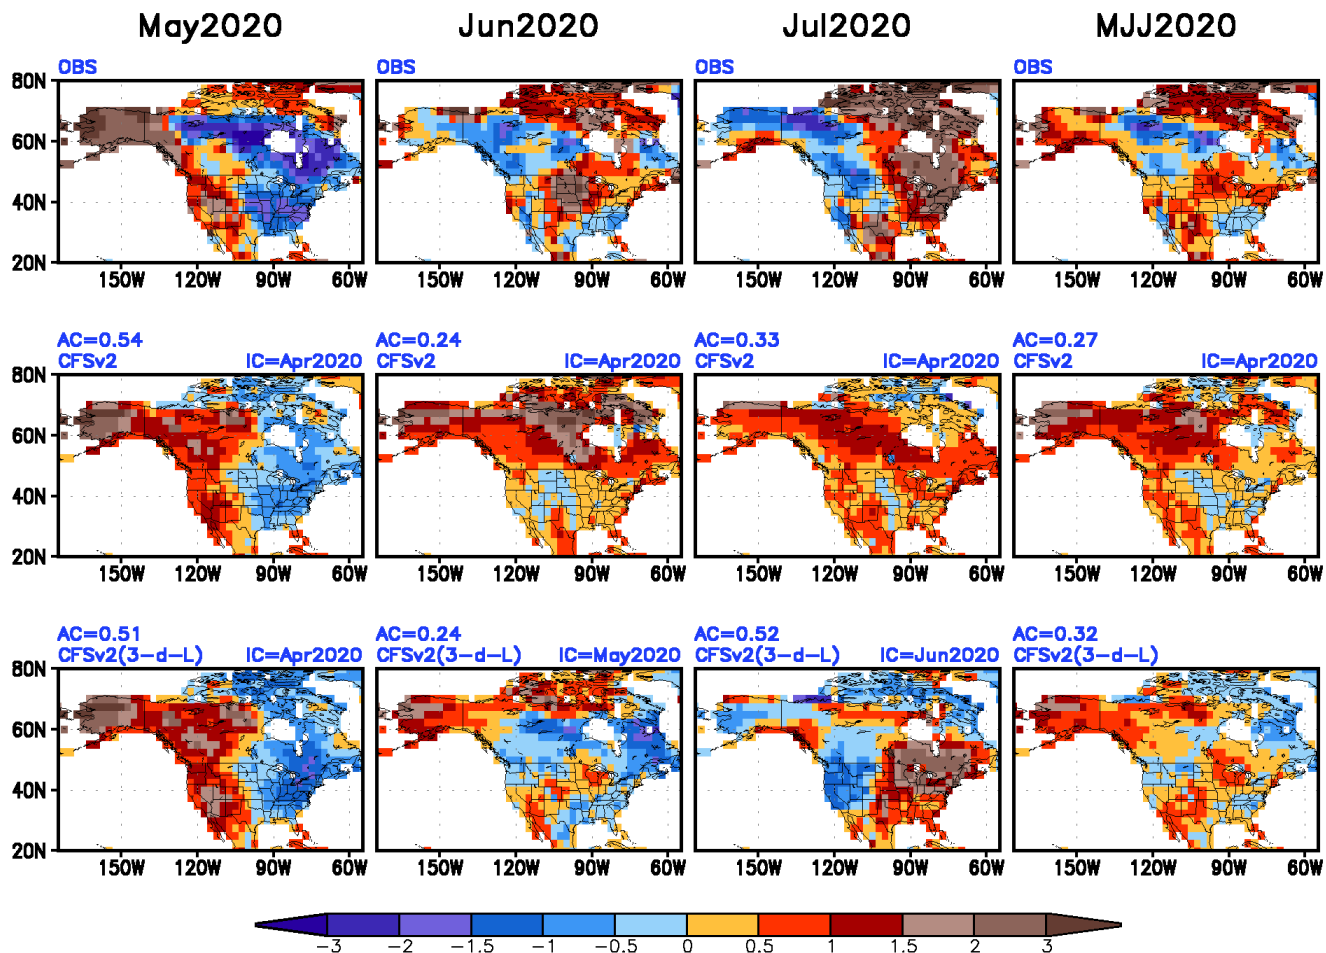 May2020 Jun2020 Jul2020 MJJ2020
OBS OBS OBS OBS
80N
60N
40N
20N
150W 120W 90W 60W 150W 120W 90W 60W 150W 120W 90W 60W 150W 120W 90W 60W
AC=0.54 AC=0.24 AC=0.33 AC=0.27
CFSv2 IC=Apr2020 CFSv2 IC=Apr2020 CFSv2 IC=Apr2020 CFSv2 IC=Apr2020
80N
60N
40N
20N
150W 120W 90W 60W 150W 120W 90W 60W 150W 120W 90W 60W 150W 120W 90W 60W
AC=0.51 AC=0.24 AC=0.52 AC=0.32
CFSv2(3-d-L) IC=Apr2020 CFSv2(3-d-L) IC=May2020 CFSv2(3-d-L) IC=Jun2020 CFSv2(3-d-L)
80N
60N
40N
20N
150W 120W 90W 60W 150W 120W 90W 60W 150W 120W 90W 60W 150W 120W 90W 60W
-3 -2 -1.5 -1 -0.5 0 0.5 1 1.5 2 3